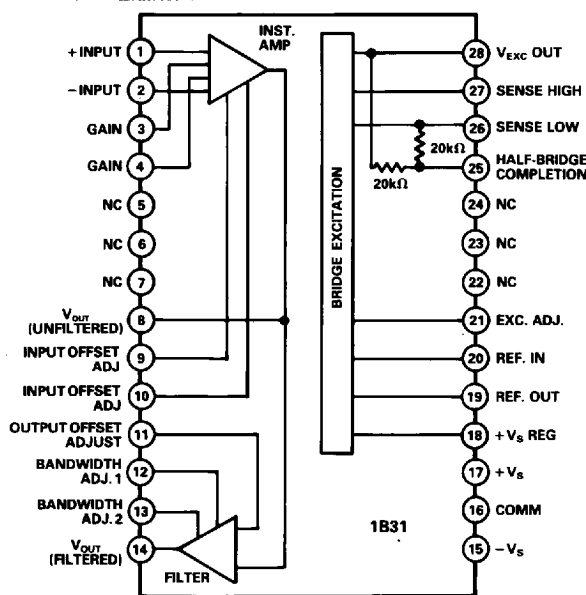 INST.
AMP
+ INPUT
1
- INPUT
2
GAIN
3
GAIN
4
NC
5
NC
6
NC
7
VOUT
(UNFILTERED)
8
INPUT OFFSET
ADJ
9
INPUT OFFSET
ADJ
10
OUTPUT OFFSET
ADJUST
11
BANDWIDTH
ADJ. 1
12
BANDWIDTH
ADJ. 2
13
VOUT
(FILTERED)
14
FILTER
BRIDGE EXCITATION
20kΩ
20kΩ
1B31
28
VEXC OUT
27
SENSE HIGH
26
SENSE LOW
25
HALF-BRIDGE
COMPLETION
24
NC
23
NC
22
NC
21
EXC. ADJ.
20
REF. IN
19
REF. OUT
18
+VS REG
17
+VS
16
COMM
15
-VS